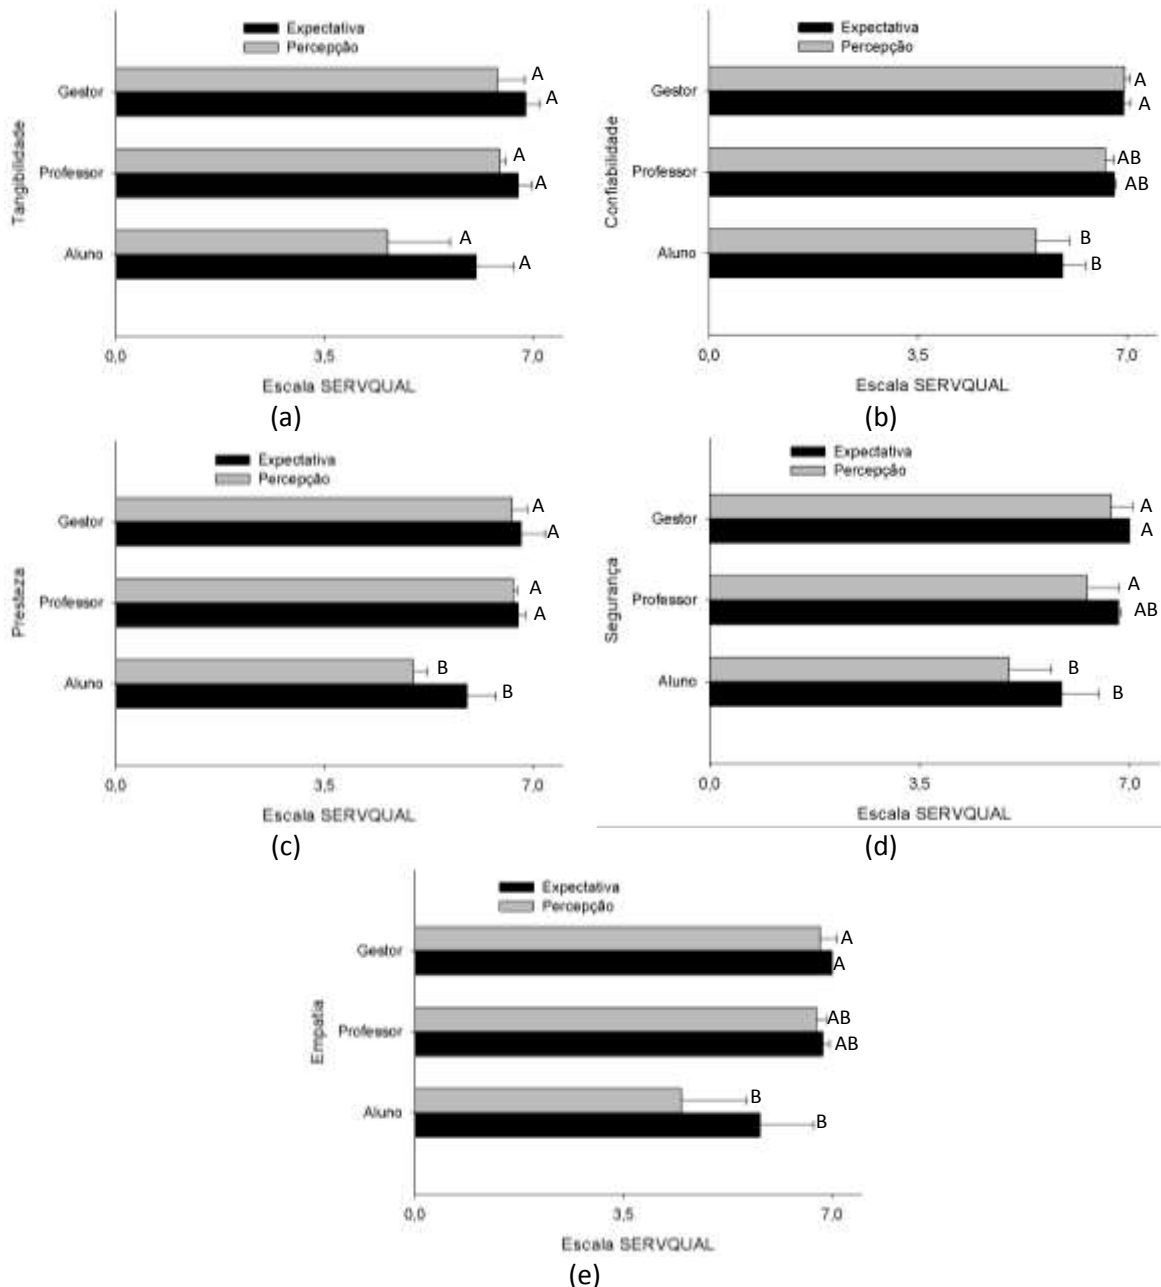 Expectativa
Percepção
Tangibilidade
Gestor
A
A
Professor
A
A
Aluno
A
A
0,0 3,5 7,0
Escala SERVQUAL
(a)
Expectativa
Percepção
Confiabilidade
Gestor
A
A
Professor
AB
AB
Aluno
B
B
0,0 3,5 7,0
Escala SERVQUAL
(b)
Expectativa
Percepção
Presteza
Gestor
A
A
Professor
A
A
Aluno
B
B
0,0 3,5 7,0
Escala SERVQUAL
(c)
Expectativa
Percepção
Segurança
Gestor
A
A
Professor
A
AB
Aluno
B
B
0,0 3,5 7,0
Escala SERVQUAL
(d)
Expectativa
Percepção
Empatia
Gestor
A
A
Professor
AB
AB
Aluno
B
B
0,0 3,5 7,0
Escala SERVQUAL
(e)